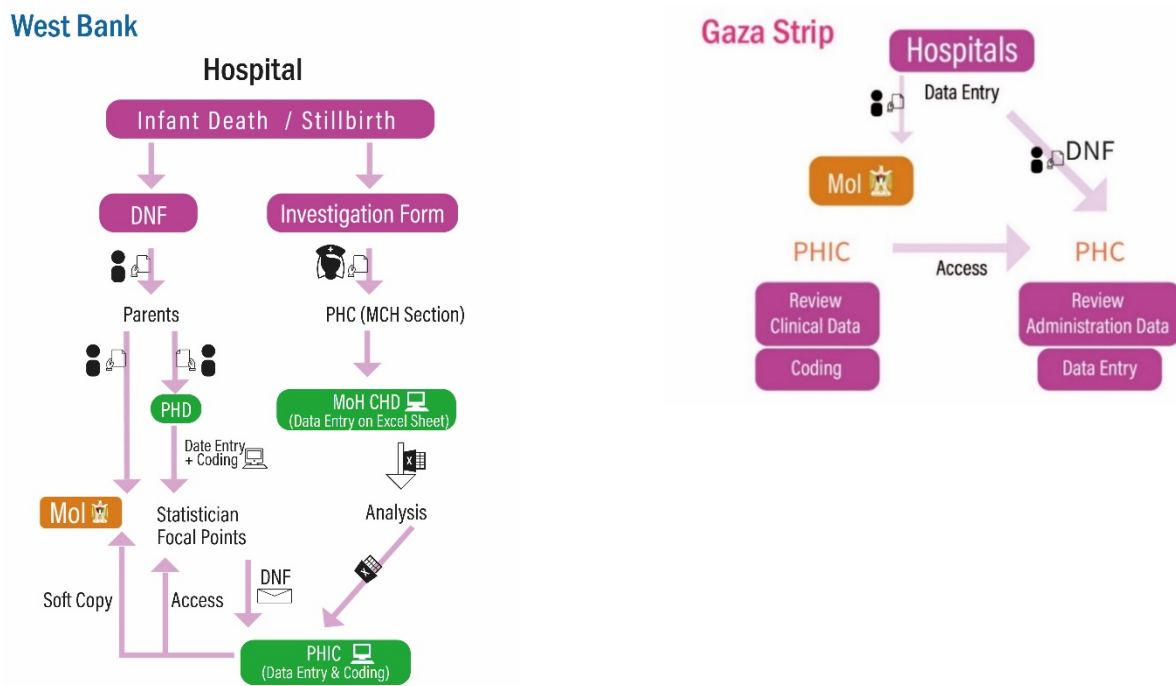 West Bank
Hospital
Infant Death / Stillbirth
DNF
Investigation Form
Parents
PHC (MCH Section)
PHD
MoH CHD
(Data Entry on Excel Sheet)
Date Entry
+ Coding
X
MoI
Statistician
Focal Points
Analysis
X
DNF
Soft Copy
Access
PHIC
(Data Entry & Coding)
Gaza Strip
Hospitals
Data Entry
DNF
MoI
PHIC
PHC
Access
Review
Clinical Data
Coding
Review
Administration Data
Data Entry